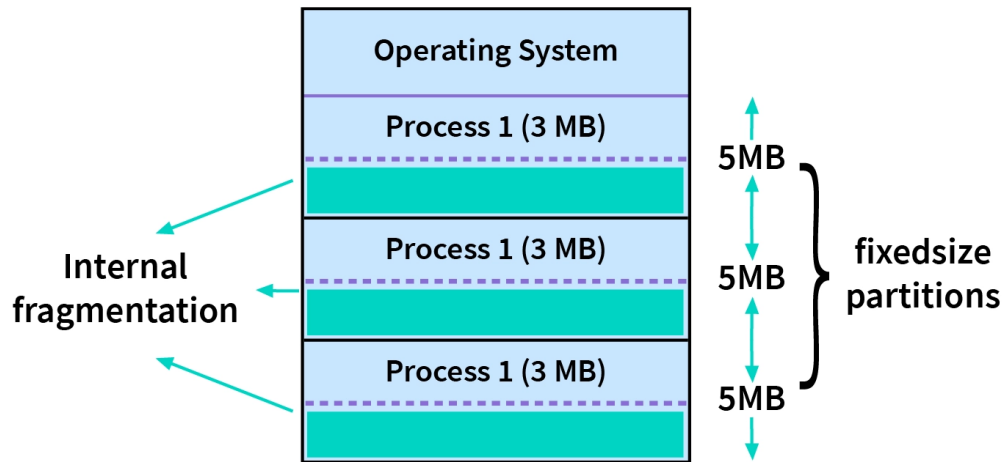 Operating System
Process 1 (3 MB)
5MB
Process 1 (3 MB)
5MB
Process 1 (3 MB)
5MB
Internal
fragmentation
fixedsize
partitions